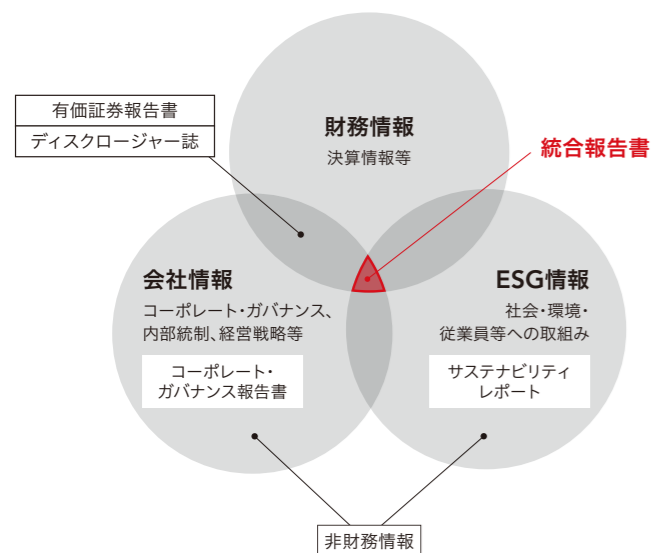 有価証券報告書
ディスクロージャー誌
財務情報
決算情報等
統合報告書
会社情報
コーポレート・ガバナンス、
内部統制、経営戦略等
コーポレート・
ガバナンス報告書
ESG情報
社会・環境・
従業員等への取組み
サステナビリティ
レポート
非財務情報